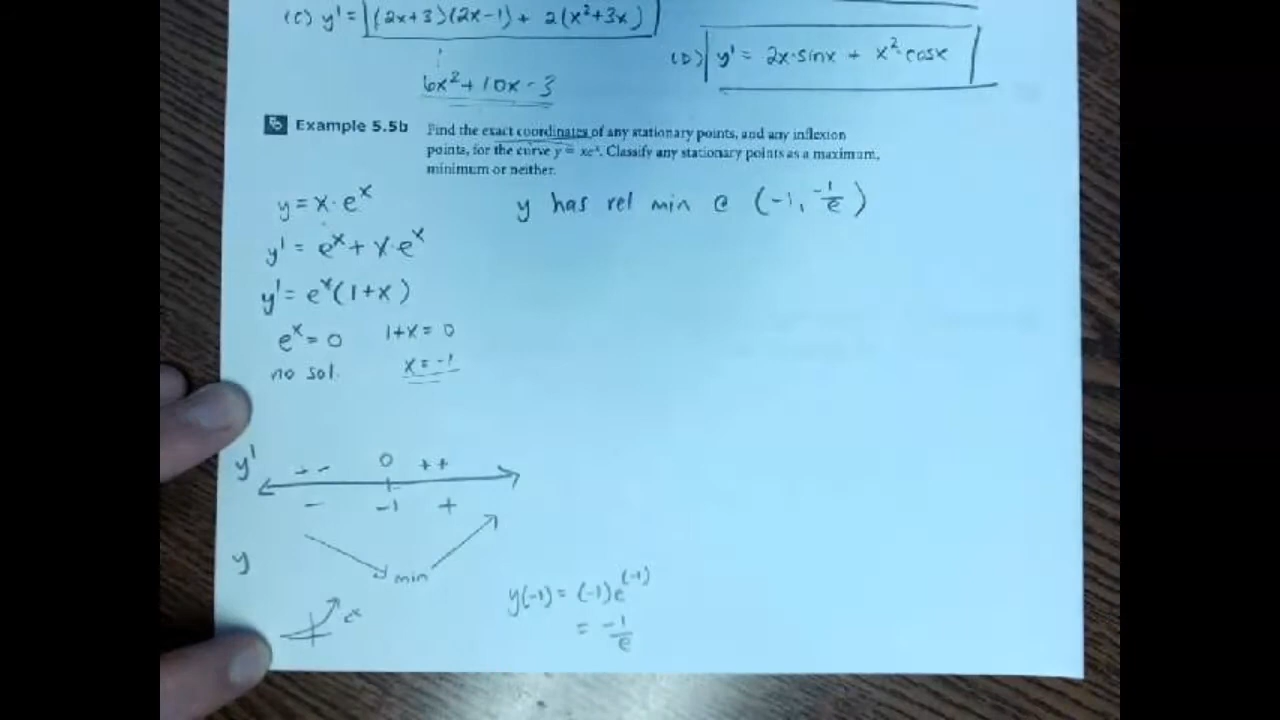 (C) y' = (2x+3)(2x-1) + 2(x²+3x)
6x² + 10x - 3
(D) y' = 2x·sinx + x²·cosx
Example 5.5b Find the exact coordinates of any stationary points, and any inflexion
points, for the curve y = xeˣ. Classify any stationary points as a maximum,
minimum or neither.
y = x·eˣ
y' = eˣ + x·eˣ
y' = eˣ(1+x)
eˣ = 0 1+x = 0
no sol. x = -1
y has rel min @ (-1, -1/e)
y' + - 0 + +
- -1 +
y
min
eˣ
y(-1) = (-1)e^(-1)
= -1/e